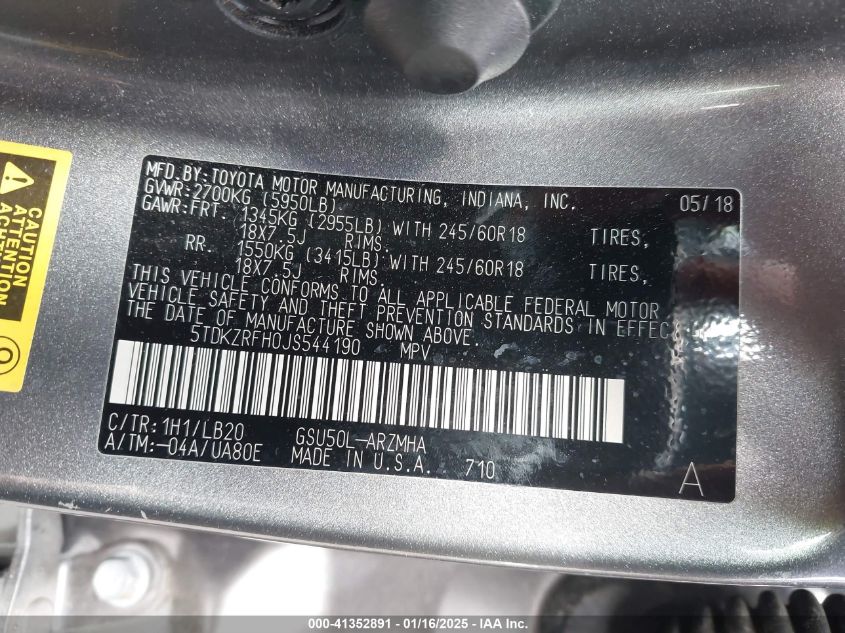 MFD.BY:TOYOTA MOTOR MANUFACTURING, INDIANA, INC. 05/18
GVWR:2700KG (5950LB)
GAWR:FRT. 1345KG (2955LB) WITH 245/60R18 TIRES,
18X7.5J RIMS.
RR. 1550KG (3415LB) WITH 245/60R18 TIRES,
18X7.5J RIMS.
THIS VEHICLE CONFORMS TO ALL APPLICABLE FEDERAL MOTOR
VEHICLE SAFETY AND THEFT PREVENTION STANDARDS IN EFFEC
THE DATE OF MANUFACTURE SHOWN ABOVE.
5TDKZRFH0JS544190 MPV
C/TR:1H1/LB20 GSU50L-ARZMHA
A/TM:-04A/UA80E MADE IN U.S.A. 710
A
CAUTION
ATTENTION
000-41352891 - 01/16/2025 - IAA Inc.